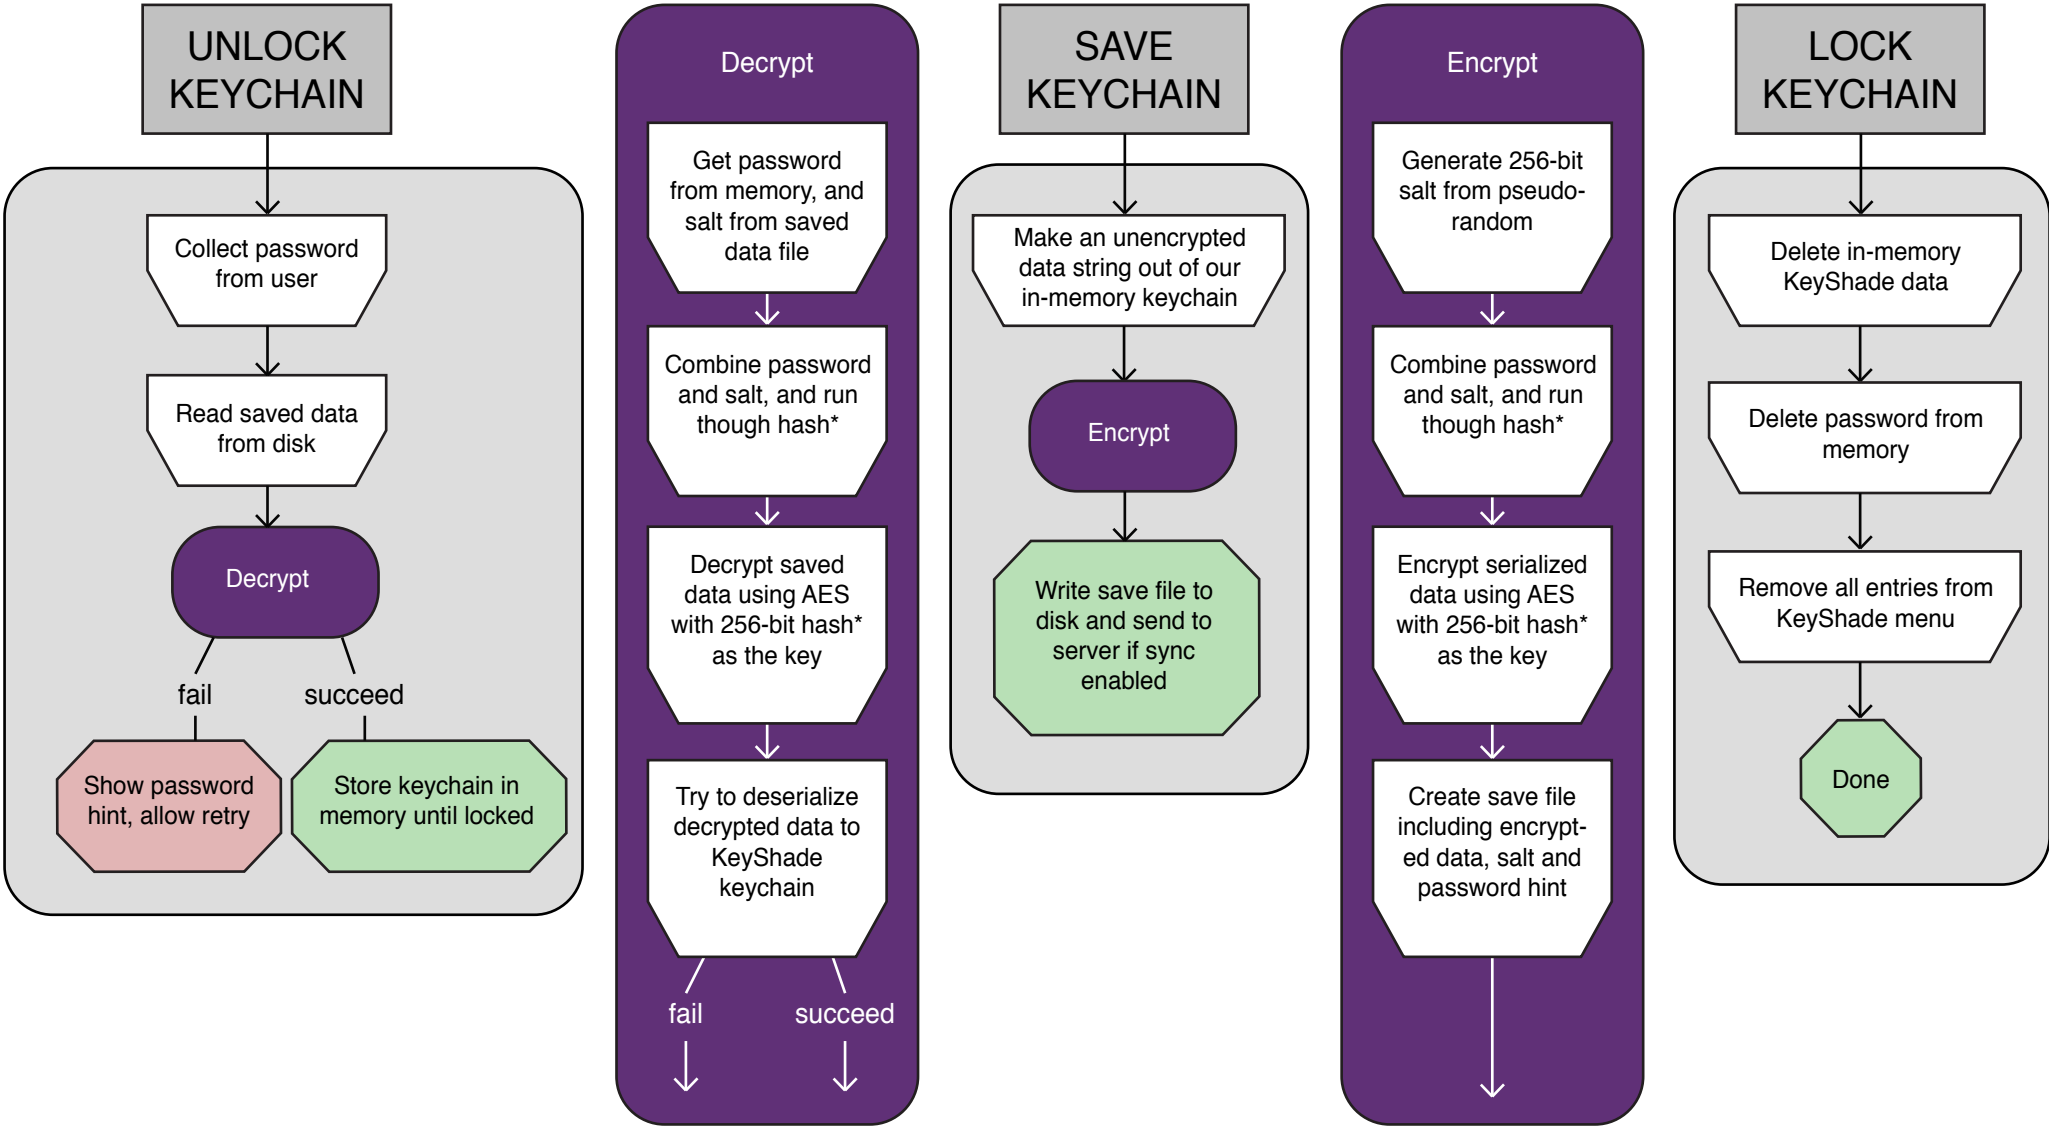 UNLOCK
KEYCHAIN
Collect password
from user
Read saved data
from disk
Decrypt
fail
succeed
Show password
hint, allow retry
Store keychain in
memory until locked
Decrypt
Get password
from memory, and
salt from saved
data file
Combine password
and salt, and run
though hash*
Decrypt saved
data using AES
with 256-bit hash*
as the key
Try to deserialize
decrypted data to
KeyShade
keychain
fail
succeed
SAVE
KEYCHAIN
Make an unencrypted
data string out of our
in-memory keychain
Encrypt
Write save file to
disk and send to
server if sync
enabled
Encrypt
Generate 256-bit
salt from pseudo-
random
Combine password
and salt, and run
though hash*
Encrypt serialized
data using AES
with 256-bit hash*
as the key
Create save file
including encrypt-
ed data, salt and
password hint
LOCK
KEYCHAIN
Delete in-memory
KeyShade data
Delete password from
memory
Remove all entries from
KeyShade menu
Done